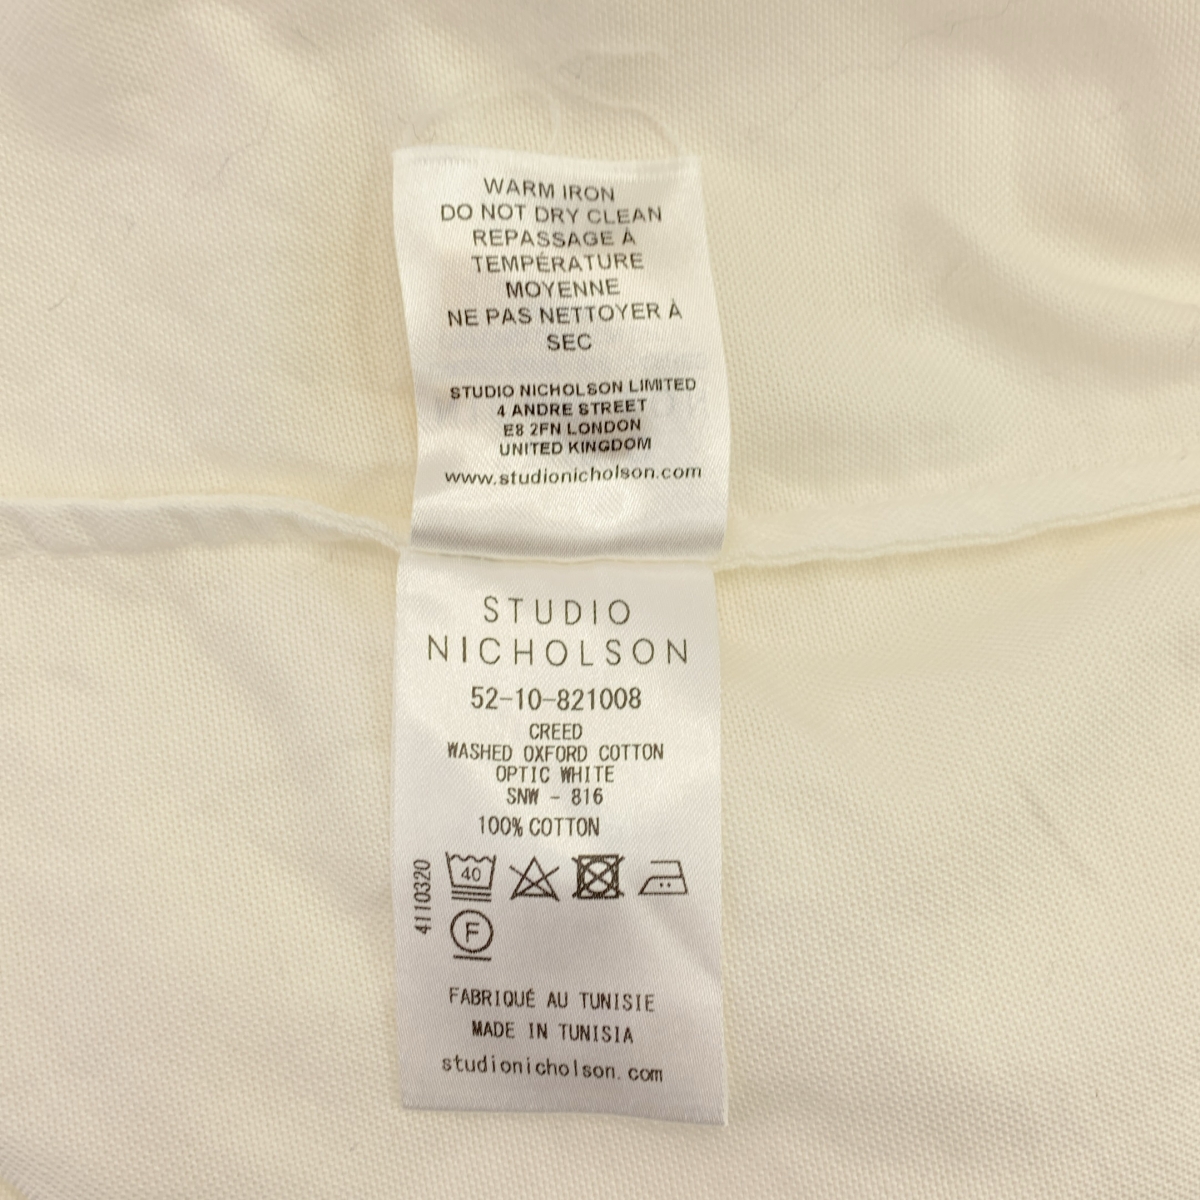 WARM IRON
DO NOT DRY CLEAN
REPASSAGE À
TEMPÉRATURE
MOYENNE
NE PAS NETTOYER À
SEC
STUDIO NICHOLSON LIMITED
4 ANDRE STREET
E8 2FN LONDON
UNITED KINGDOM
www.studionicholson.com
STUDIO
NICHOLSON
52-10-821008
CREED
WASHED OXFORD COTTON
OPTIC WHITE
SNW - 816
100% COTTON
4110320
40
F
FABRIQUÉ AU TUNISIE
MADE IN TUNISIA
studionicholson.com